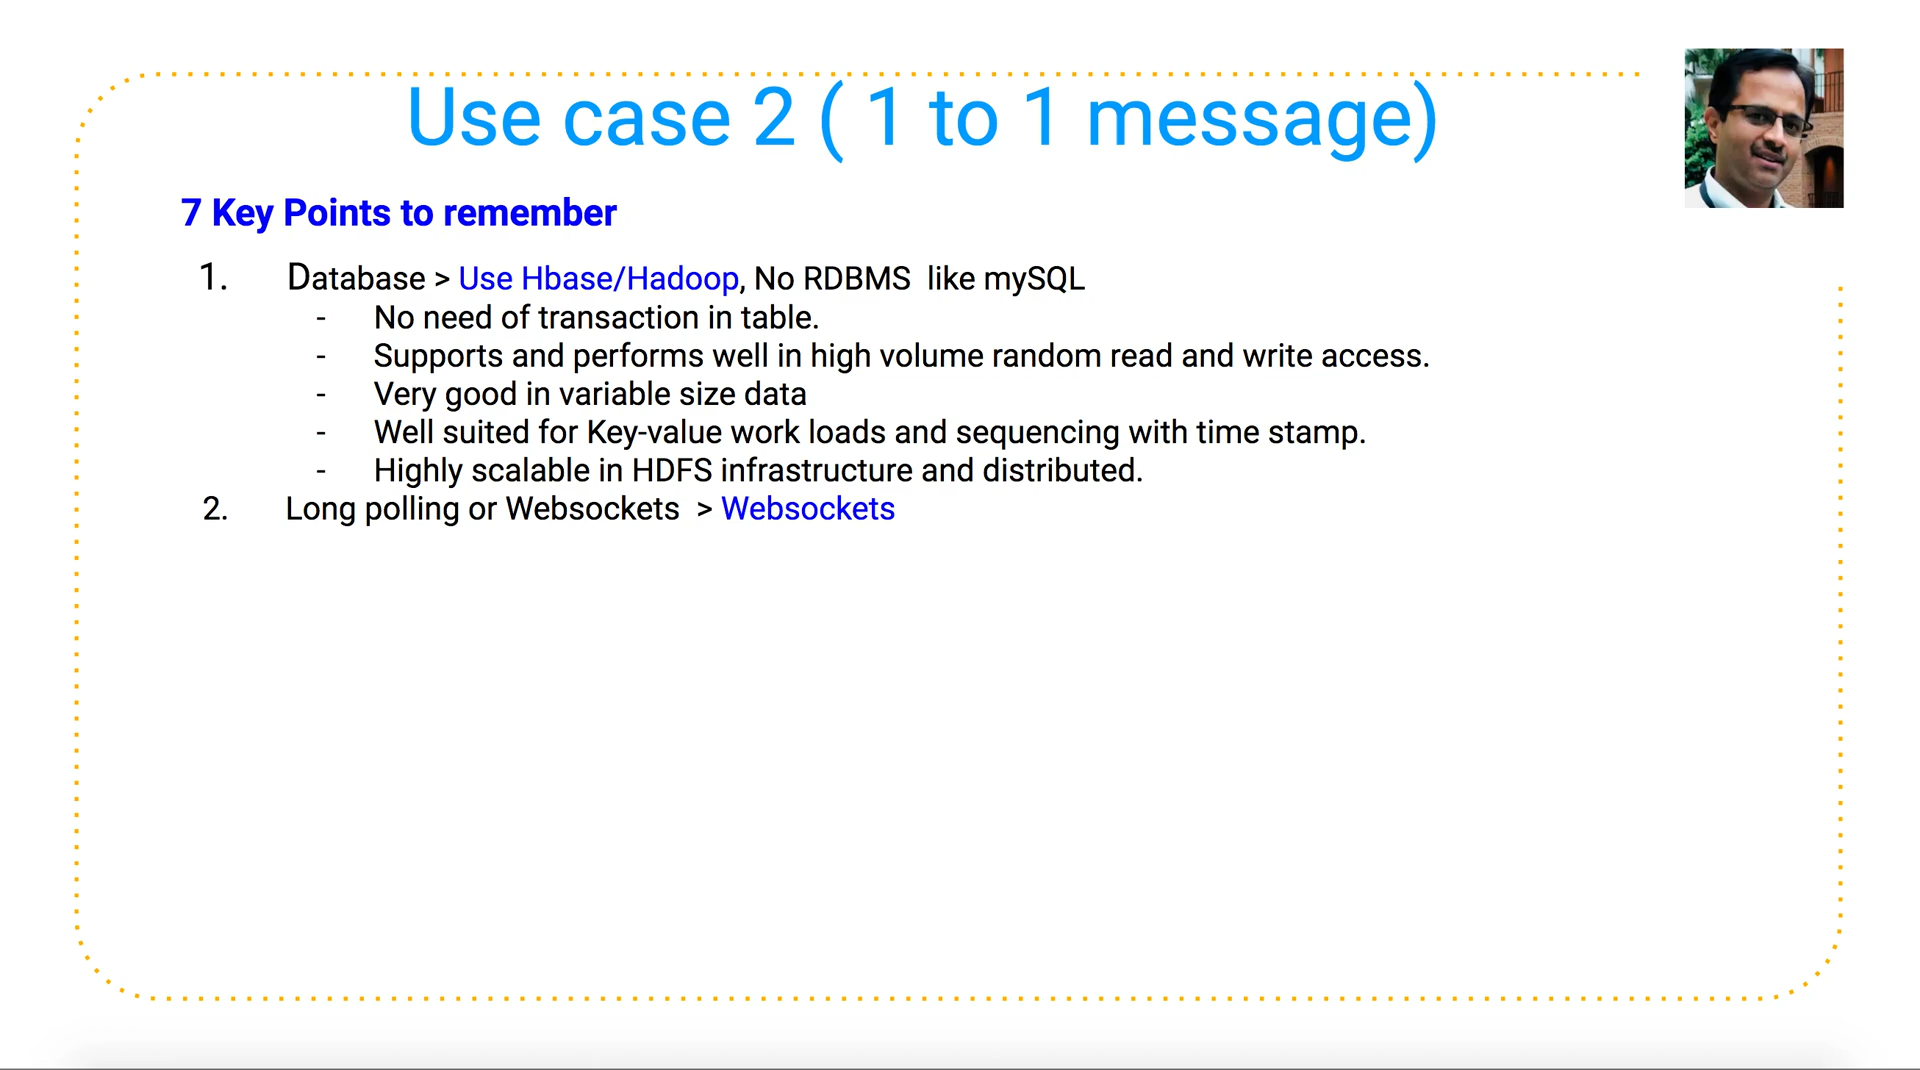 Use case 2 ( 1 to 1 message)
7 Key Points to remember
1. Database > Use Hbase/Hadoop, No RDBMS like mySQL
- No need of transaction in table.
- Supports and performs well in high volume random read and write access.
- Very good in variable size data
- Well suited for Key-value work loads and sequencing with time stamp.
- Highly scalable in HDFS infrastructure and distributed.
2. Long polling or Websockets > Websockets